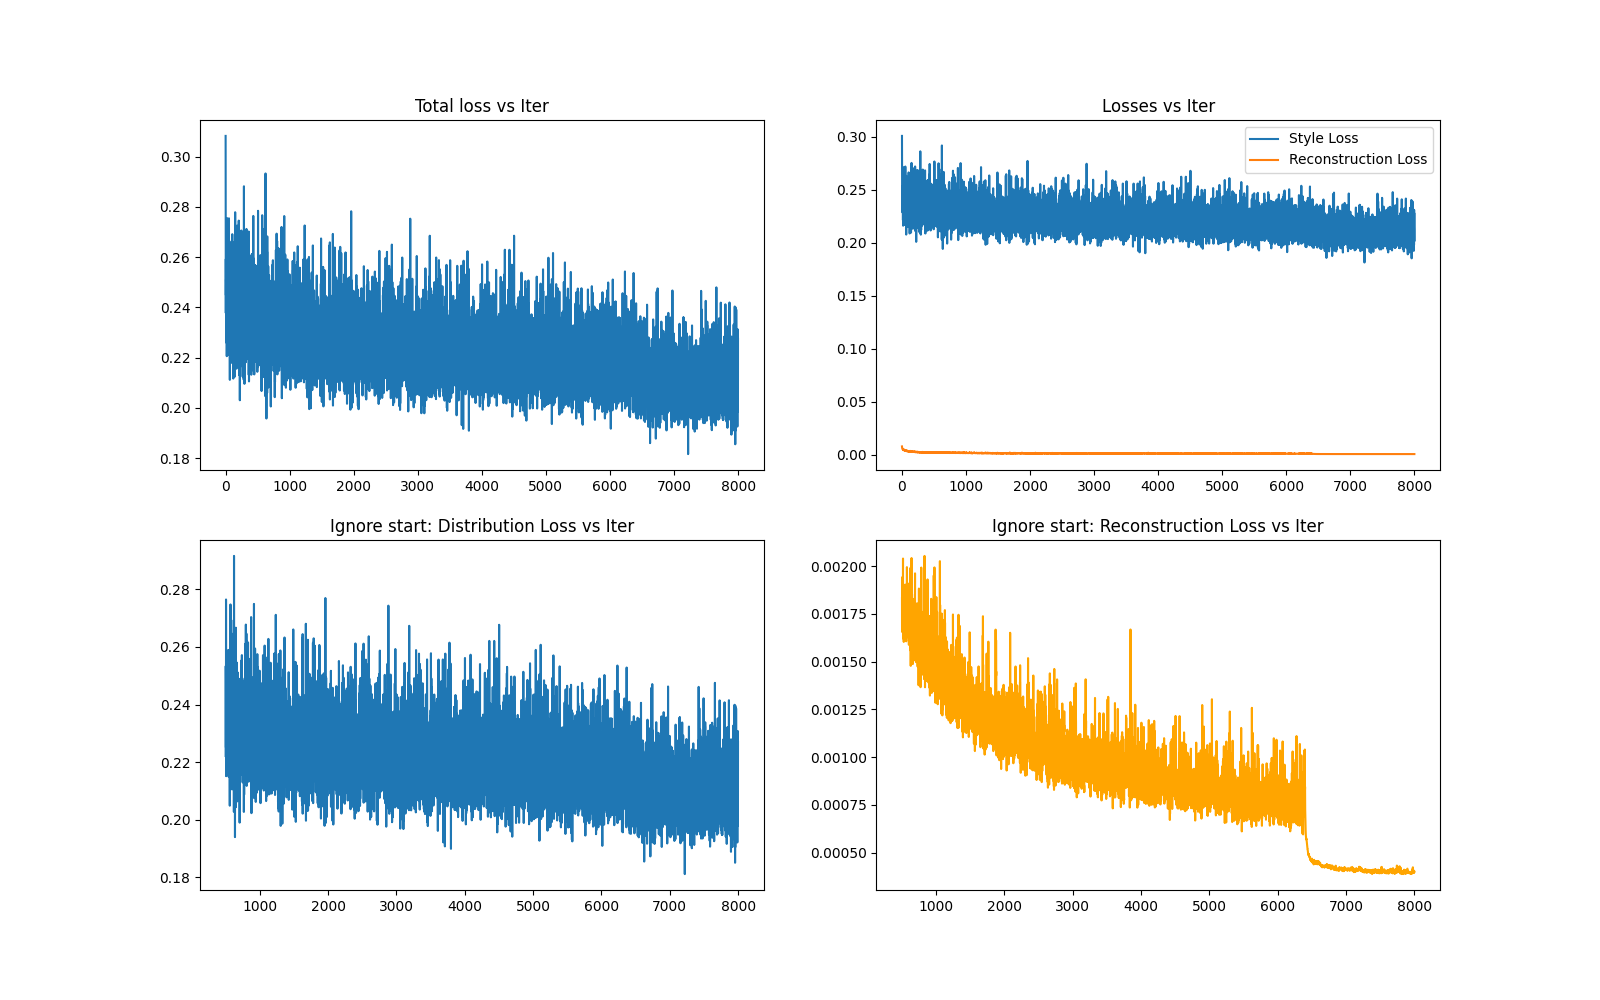 Total loss vs Iter
0.30
0.28
0.26
0.24
0.22
0.20
0.18
0 1000 2000 3000 4000 5000 6000 7000 8000
Losses vs Iter
Style Loss
Reconstruction Loss
0.30
0.25
0.20
0.15
0.10
0.05
0.00
0 1000 2000 3000 4000 5000 6000 7000 8000
Ignore start: Distribution Loss vs Iter
0.28
0.26
0.24
0.22
0.20
0.18
1000 2000 3000 4000 5000 6000 7000 8000
Ignore start: Reconstruction Loss vs Iter
0.00200
0.00175
0.00150
0.00125
0.00100
0.00075
0.00050
1000 2000 3000 4000 5000 6000 7000 8000